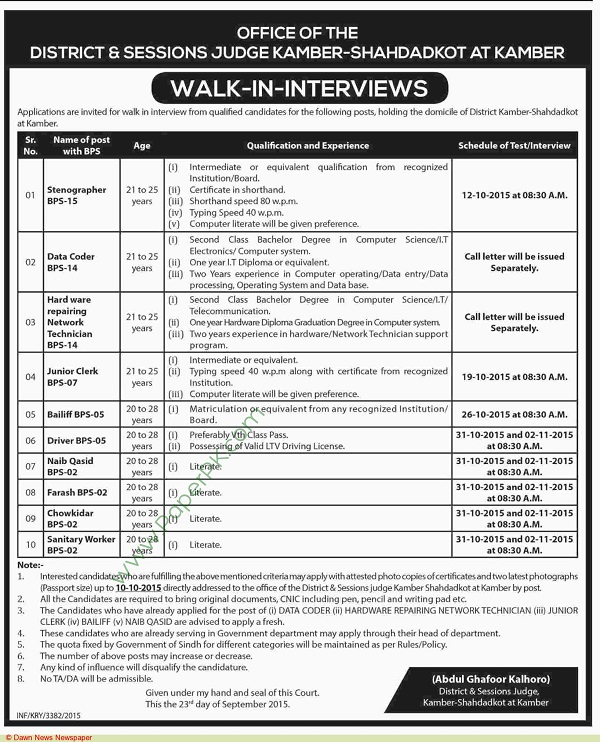 OFFICE OF THE
DISTRICT & SESSIONS JUDGE KAMBER-SHAHDADKOT AT KAMBER
WALK-IN-INTERVIEWS
Applications are invited for walk in interview from qualified candidates for the following posts, holding the domicile of District Kamber-Shahdadkot
at Kamber.
Sr. No. Name of post with BPS Age Qualification and Experience Schedule of Test/Interview
01 Stenographer BPS-15 21 to 25 years
(i) Intermediate or equivalent qualification from recognized
Institution/Board.
(ii) Certificate in shorthand.
(iii) Shorthand speed 80 w.p.m.
(iv) Typing Speed 40 w.p.m.
(v) Computer literate will be given preference.
12-10-2015 at 08:30 A.M.
02 Data Coder BPS-14 21 to 25 years
(i) Second Class Bachelor Degree in Computer Science/I.T
Electronics/ Computer system.
(ii) One year I.T Diploma or equivalent.
(iii) Two Years experience in Computer operating/Data entry/Data
processing, Operating System and Data base.
Call letter will be issued
Separately.
03 Hard ware repairing Network Technician BPS-14 21 to 25 years
(i) Second Class Bachelor Degree in Computer Science/I.T/
Telecommunication.
(ii) One year Hardware Diploma Graduation Degree in Computer system.
(iii) Two years experience in hardware/Network Technician support
program.
Call letter will be issued
Separately.
04 Junior Clerk BPS-07 21 to 25 years
(i) Intermediate or equivalent.
(ii) Typing speed 40 w.p.m along with certificate from recognized
Institution.
(iii) Computer literate will be given preference.
19-10-2015 at 08:30 A.M.
05 Bailiff BPS-05 20 to 28 years
(i) Matriculation or equivalent from any recognized Institution/
Board.
26-10-2015 at 08:30 A.M.
06 Driver BPS-05 20 to 28 years
(i) Preferably Vth Class Pass.
(ii) Possessing of Valid LTV Driving License.
31-10-2015 and 02-11-2015
at 08:30 A.M.
07 Naib Qasid BPS-02 20 to 28 years (i) Literate.
31-10-2015 and 02-11-2015
at 08:30 A.M.
08 Farash BPS-02 20 to 28 years (i) Literate.
31-10-2015 and 02-11-2015
at 08:30 A.M.
09 Chowkidar BPS-02 20 to 28 years (i) Literate.
31-10-2015 and 02-11-2015
at 08:30 A.M.
10 Sanitary Worker BPS-02 20 to 28 years (i) Literate.
31-10-2015 and 02-11-2015
at 08:30 A.M.
www.PaperPK.com
Note:-
1. Interested candidates who are fulfilling the above mentioned criteria may apply with attested photo copies of certificates and two latest photographs
(Passport size) up to 10-10-2015 directly addressed to the office of the District & Sessions judge Kamber Shahdadkot at Kamber by post.
2. All the Candidates are required to bring original documents, CNIC including pen, pencil and writing pad etc.
3. The Candidates who have already applied for the post of (i) DATA CODER (ii) HARDWARE REPAIRING NETWORK TECHNICIAN (iii) JUNIOR
CLERK (iv) BAILIFF (v) NAIB QASID are advised to apply a fresh.
4. These candidates who are already serving in Government department may apply through their head of department.
5. The quota fixed by Government of Sindh for different categories will be maintained as per Rules/Policy.
6. The number of above posts may increase or decrease.
7. Any kind of influence will disqualify the candidature.
8. No TA/DA will be admissible.
Given under my hand and seal of this Court.
This the 23rd day of September 2015.
(Abdul Ghafoor Kalhoro)
District & Sessions Judge,
Kamber-Shahdadkot at Kamber
INF/KRY/3382/2015
© Dawn News Newspaper